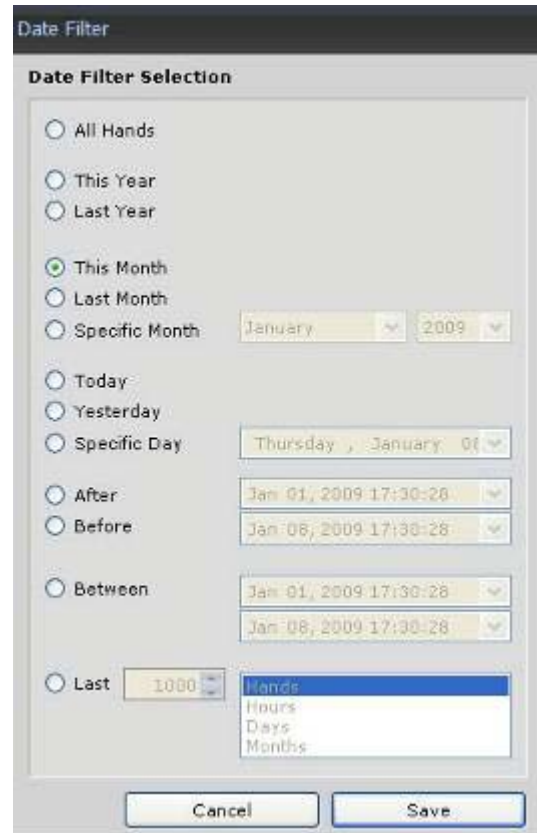 Date Filter
Date Filter Selection
All Hands
This Year
Last Year
This Month
Last Month
Specific Month January 2009
Today
Yesterday
Specific Day Thursday , January 08
After Jan 01, 2009 17:30:28
Before Jan 08, 2009 17:30:28
Between Jan 01, 2009 17:30:28
Jan 08, 2009 17:30:28
Last 1000 Hands
Hours
Days
Months
Cancel Save